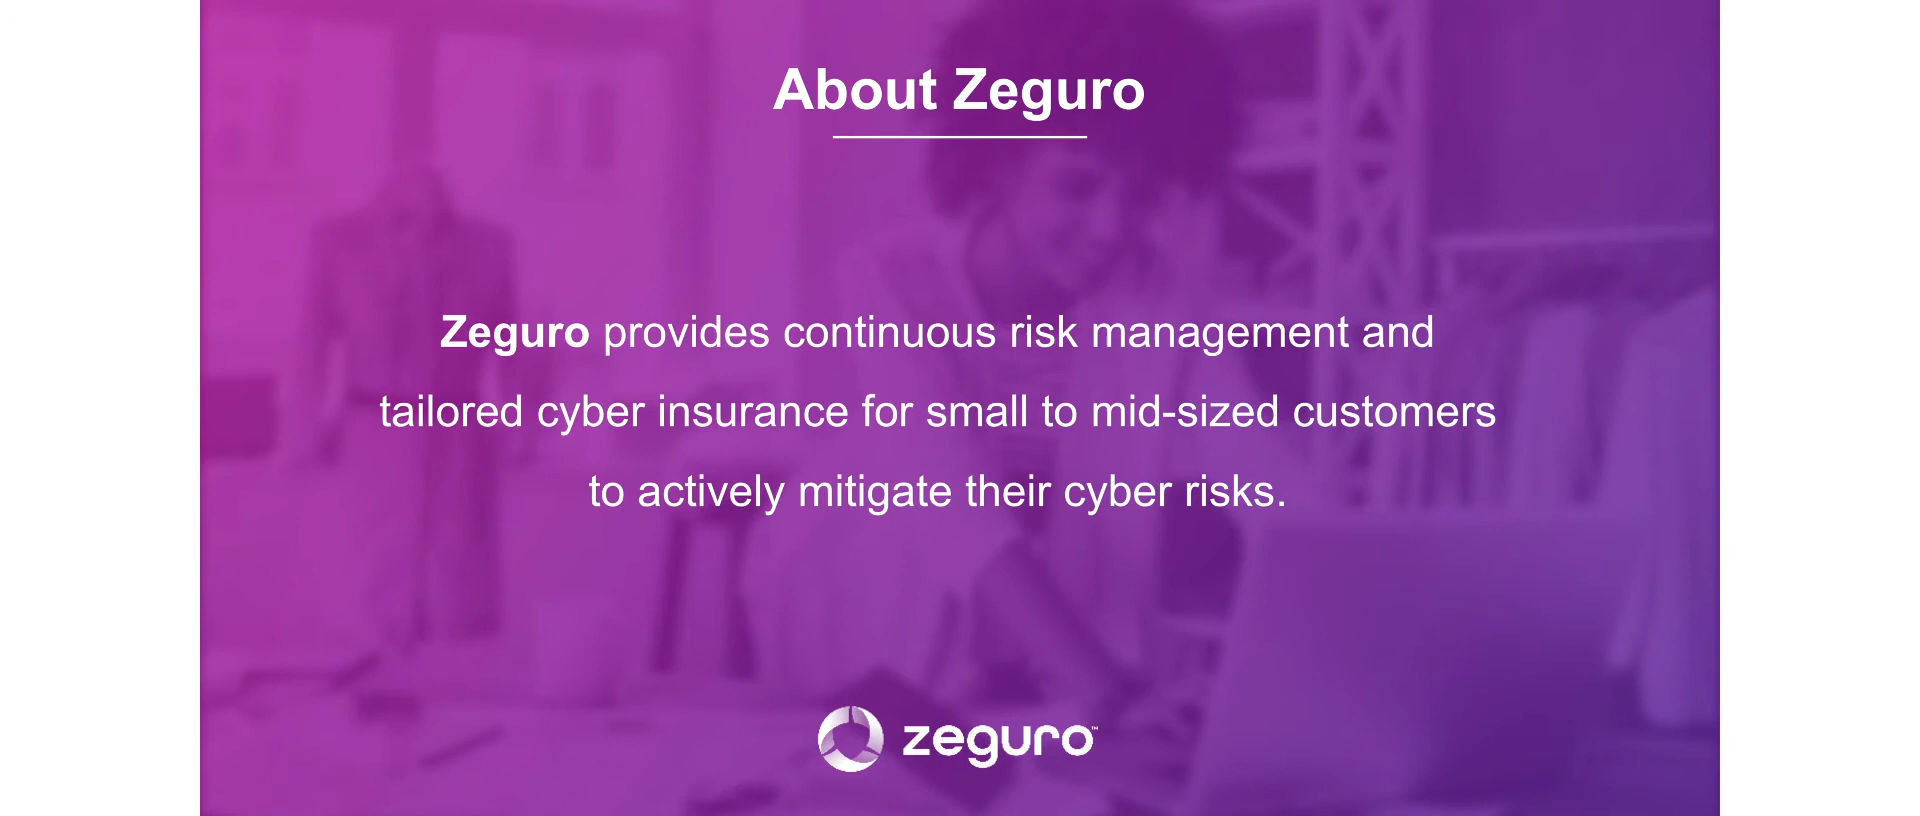 About Zeguro
Zeguro provides continuous risk management and
tailored cyber insurance for small to mid-sized customers
to actively mitigate their cyber risks.
zeguro™